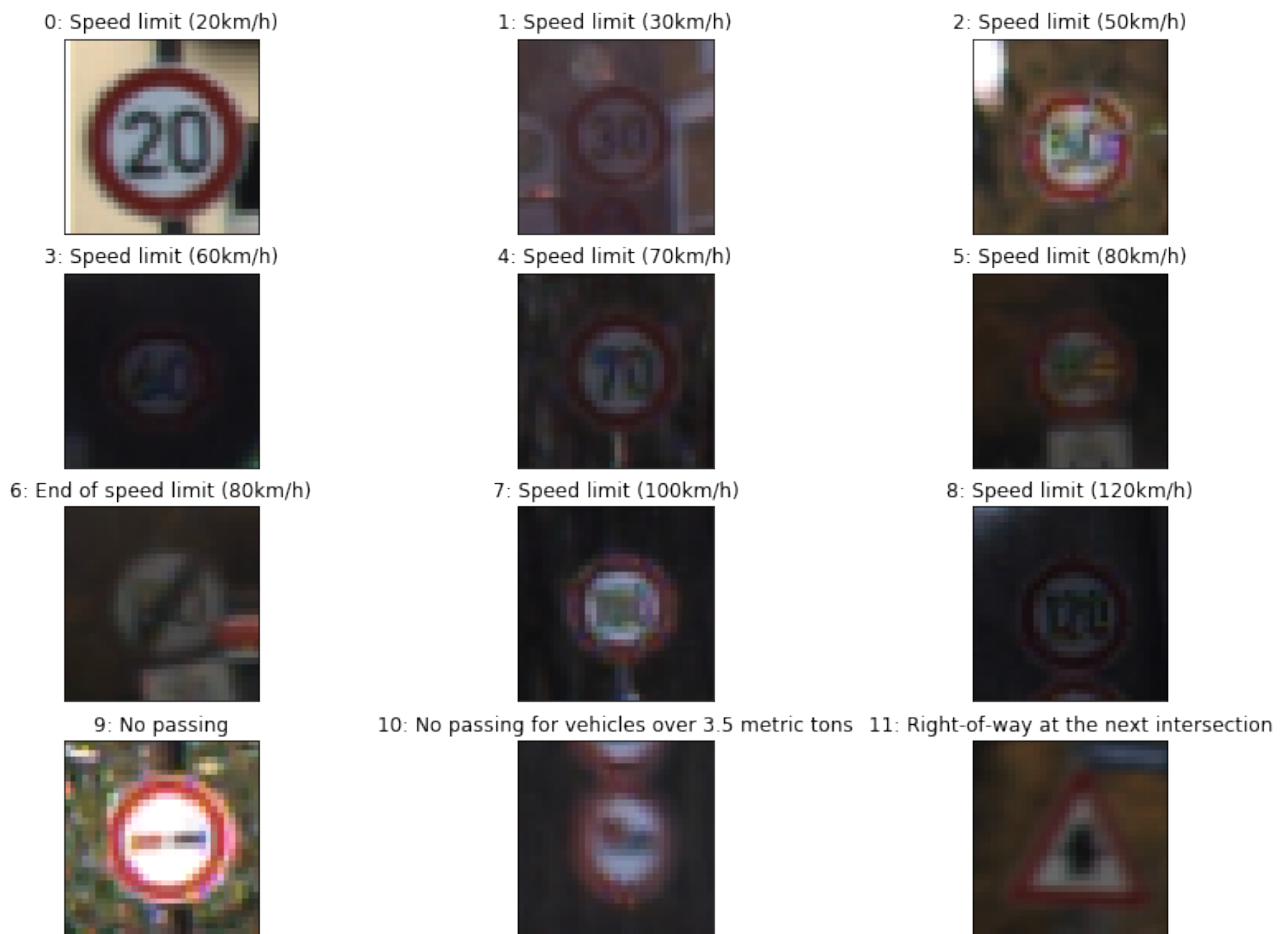 0: Speed limit (20km/h)
1: Speed limit (30km/h)
2: Speed limit (50km/h)
20
30
3: Speed limit (60km/h)
4: Speed limit (70km/h)
5: Speed limit (80km/h)
70
6: End of speed limit (80km/h)
7: Speed limit (100km/h)
8: Speed limit (120km/h)
9: No passing
10: No passing for vehicles over 3.5 metric tons
11: Right-of-way at the next intersection